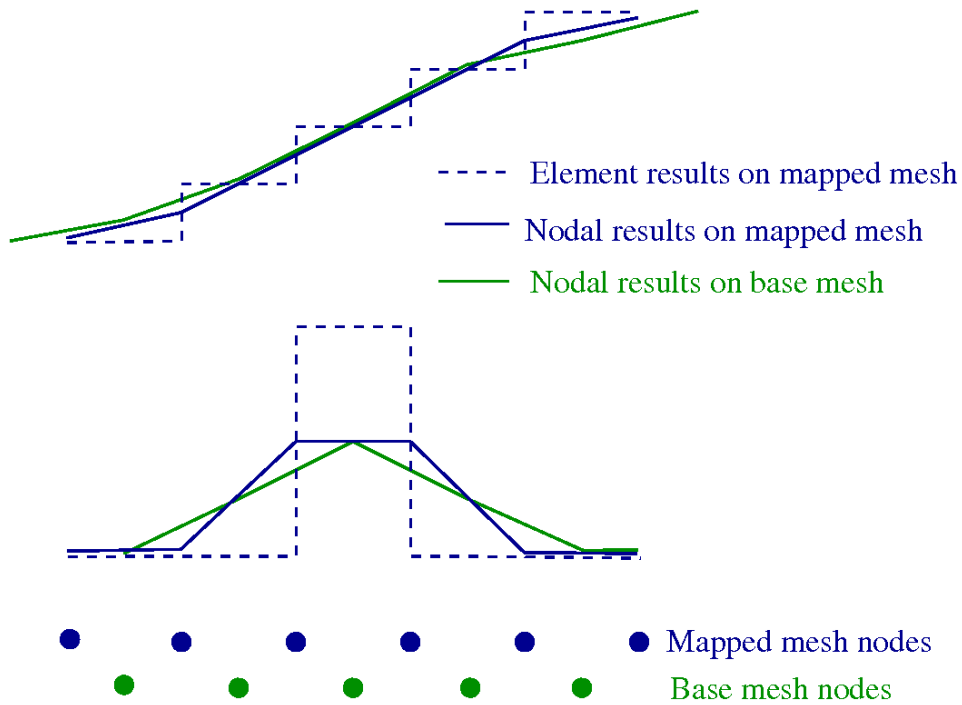 Element results on mapped mesh
Nodal results on mapped mesh
Nodal results on base mesh
Mapped mesh nodes
Base mesh nodes